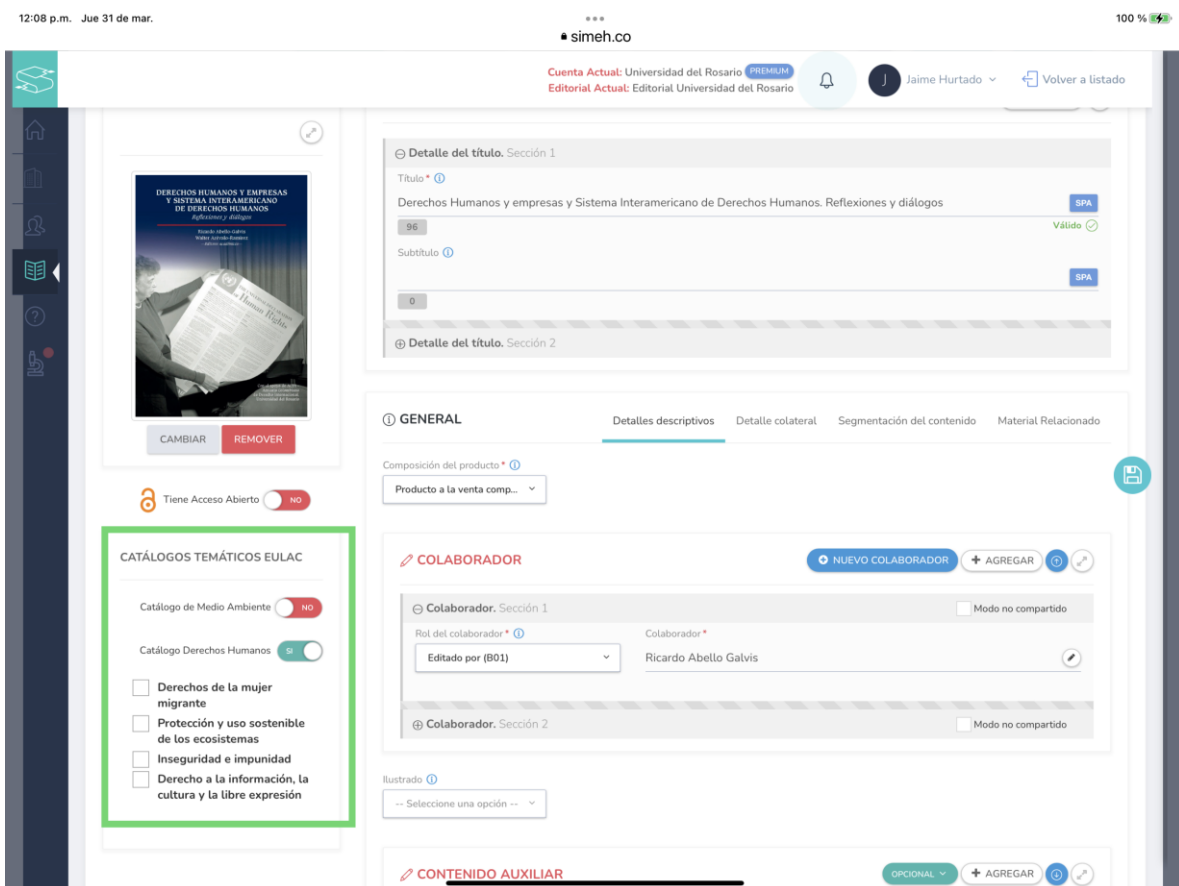 12:08 p.m. Jue 31 de mar.
100 %
simeh.co
Cuenta Actual: Universidad del Rosario PREMIUM
Editorial Actual: Editorial Universidad del Rosario
J
Jaime Hurtado
Volver a listado
DERECHOS HUMANOS Y EMPRESAS
Y SISTEMA INTERAMERICANO
DE DERECHOS HUMANOS
Reflexiones y diálogos
Ricardo Abello-Galvis
Walter Arévalo-Ramírez
Human Rights
CAMBIAR
REMOVER
Tiene Acceso Abierto NO
CATÁLOGOS TEMÁTICOS EULAC
Catálogo de Medio Ambiente NO
Catálogo Derechos Humanos SI
Derechos de la mujer
migrante
Protección y uso sostenible
de los ecosistemas
Inseguridad e impunidad
Derecho a la información, la
cultura y la libre expresión
Detalle del título. Sección 1
Título *
Derechos Humanos y empresas y Sistema Interamericano de Derechos Humanos. Reflexiones y diálogos
SPA
96
Válido
Subtítulo
SPA
0
Detalle del título. Sección 2
GENERAL
Detalles descriptivos
Detalle colateral
Segmentación del contenido
Material Relacionado
Composición del producto *
Producto a la venta comp...
COLABORADOR
NUEVO COLABORADOR
+ AGREGAR
Colaborador. Sección 1
Modo no compartido
Rol del colaborador *
Colaborador *
Editado por (B01)
Ricardo Abello Galvis
Colaborador. Sección 2
Modo no compartido
Ilustrado
-- Seleccione una opción --
CONTENIDO AUXILIAR
OPCIONAL
+ AGREGAR